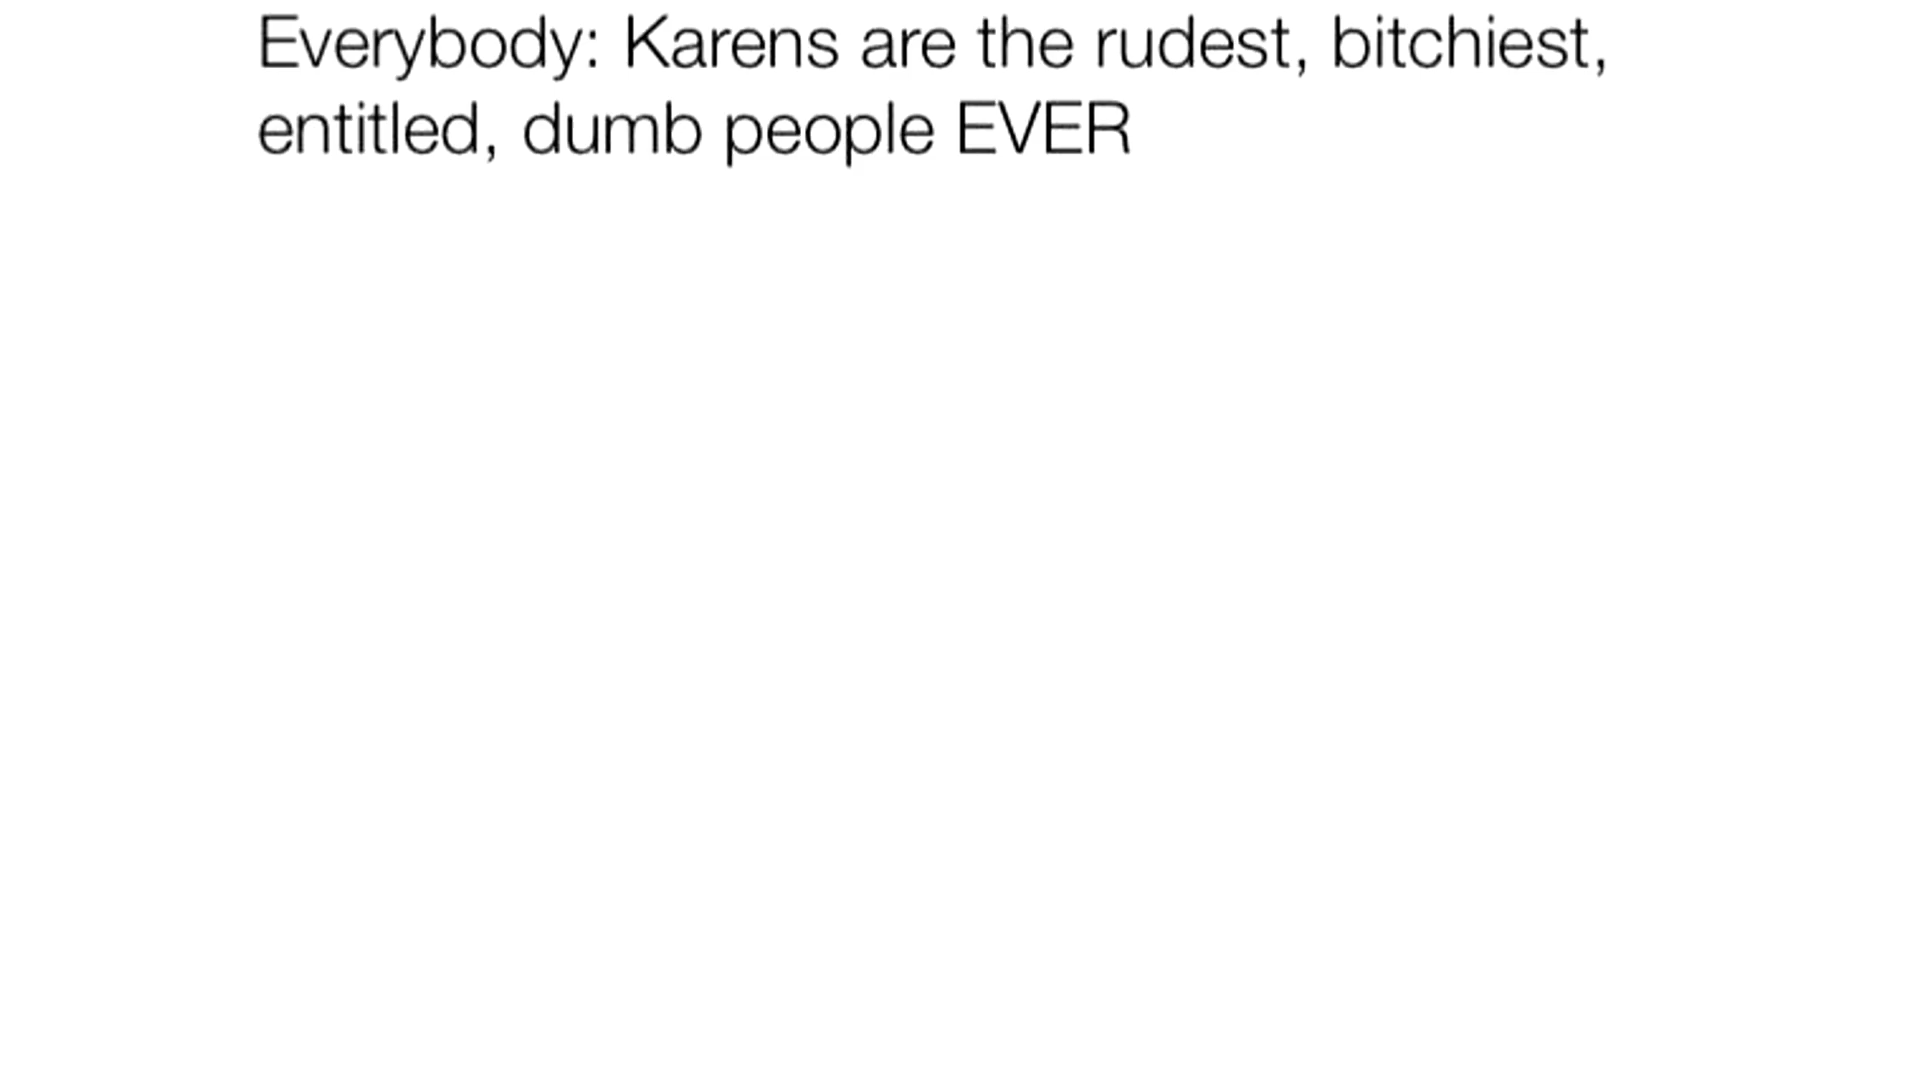 Everybody: Karens are the rudest, bitchiest,
entitled, dumb people EVER